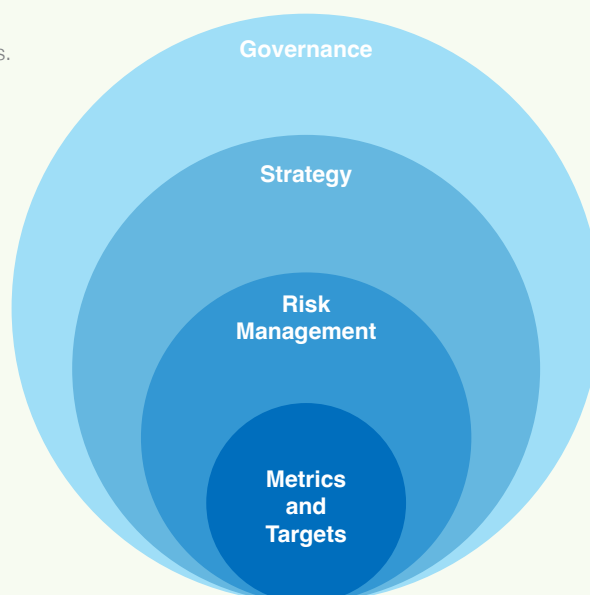 s.
Governance
Strategy
Risk
Management
Metrics
and
Targets